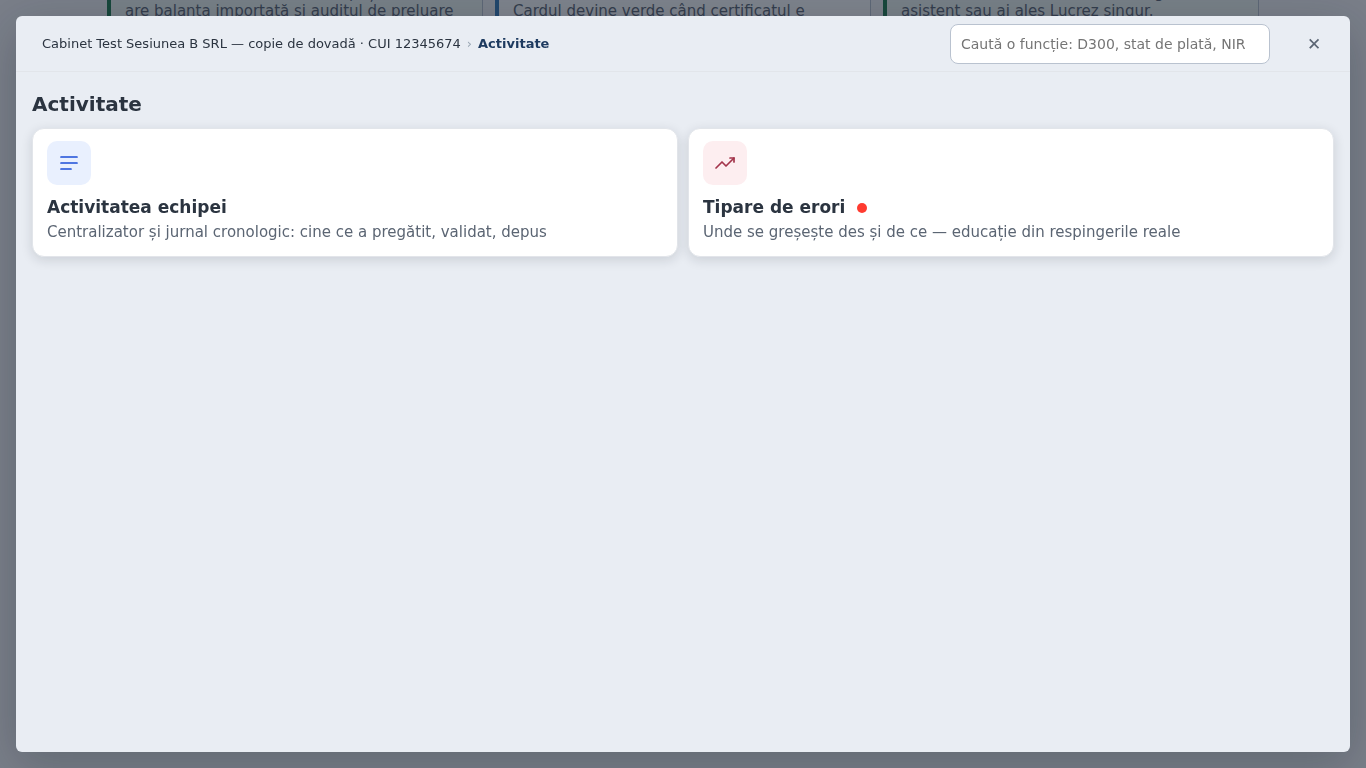 are balanța importată și auditul de preluare
Cardul devine verde când certificatul e
asistent sau ai ales Lucrez singur.
Cabinet Test Sesiunea B SRL — copie de dovadă · CUI 12345674 › Activitate
Caută o funcție: D300, stat de plată, NIR
✕
Activitate
Activitatea echipei
Centralizator și jurnal cronologic: cine ce a pregătit, validat, depus
Tipare de erori
Unde se greșește des și de ce — educație din respingerile reale